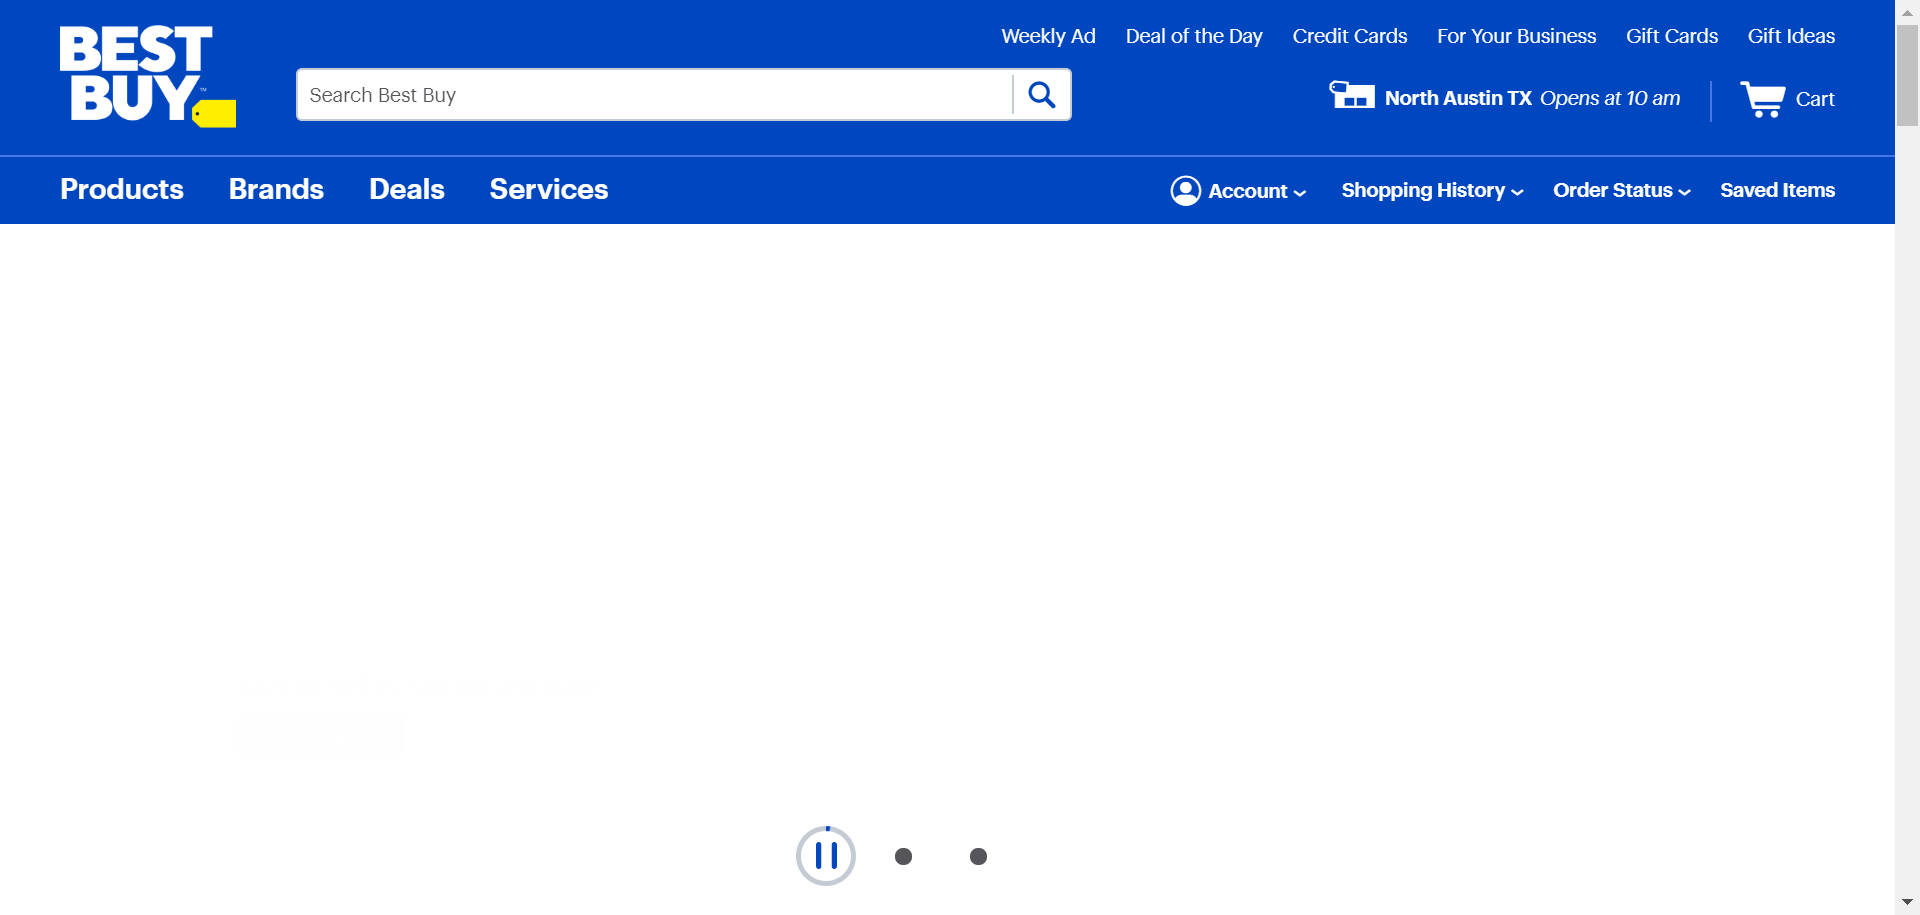 BEST
BUY™
Weekly Ad Deal of the Day Credit Cards For Your Business Gift Cards Gift Ideas
Search Best Buy
North Austin TX Opens at 10 am
Cart
Products Brands Deals Services
Account Shopping History Order Status Saved Items